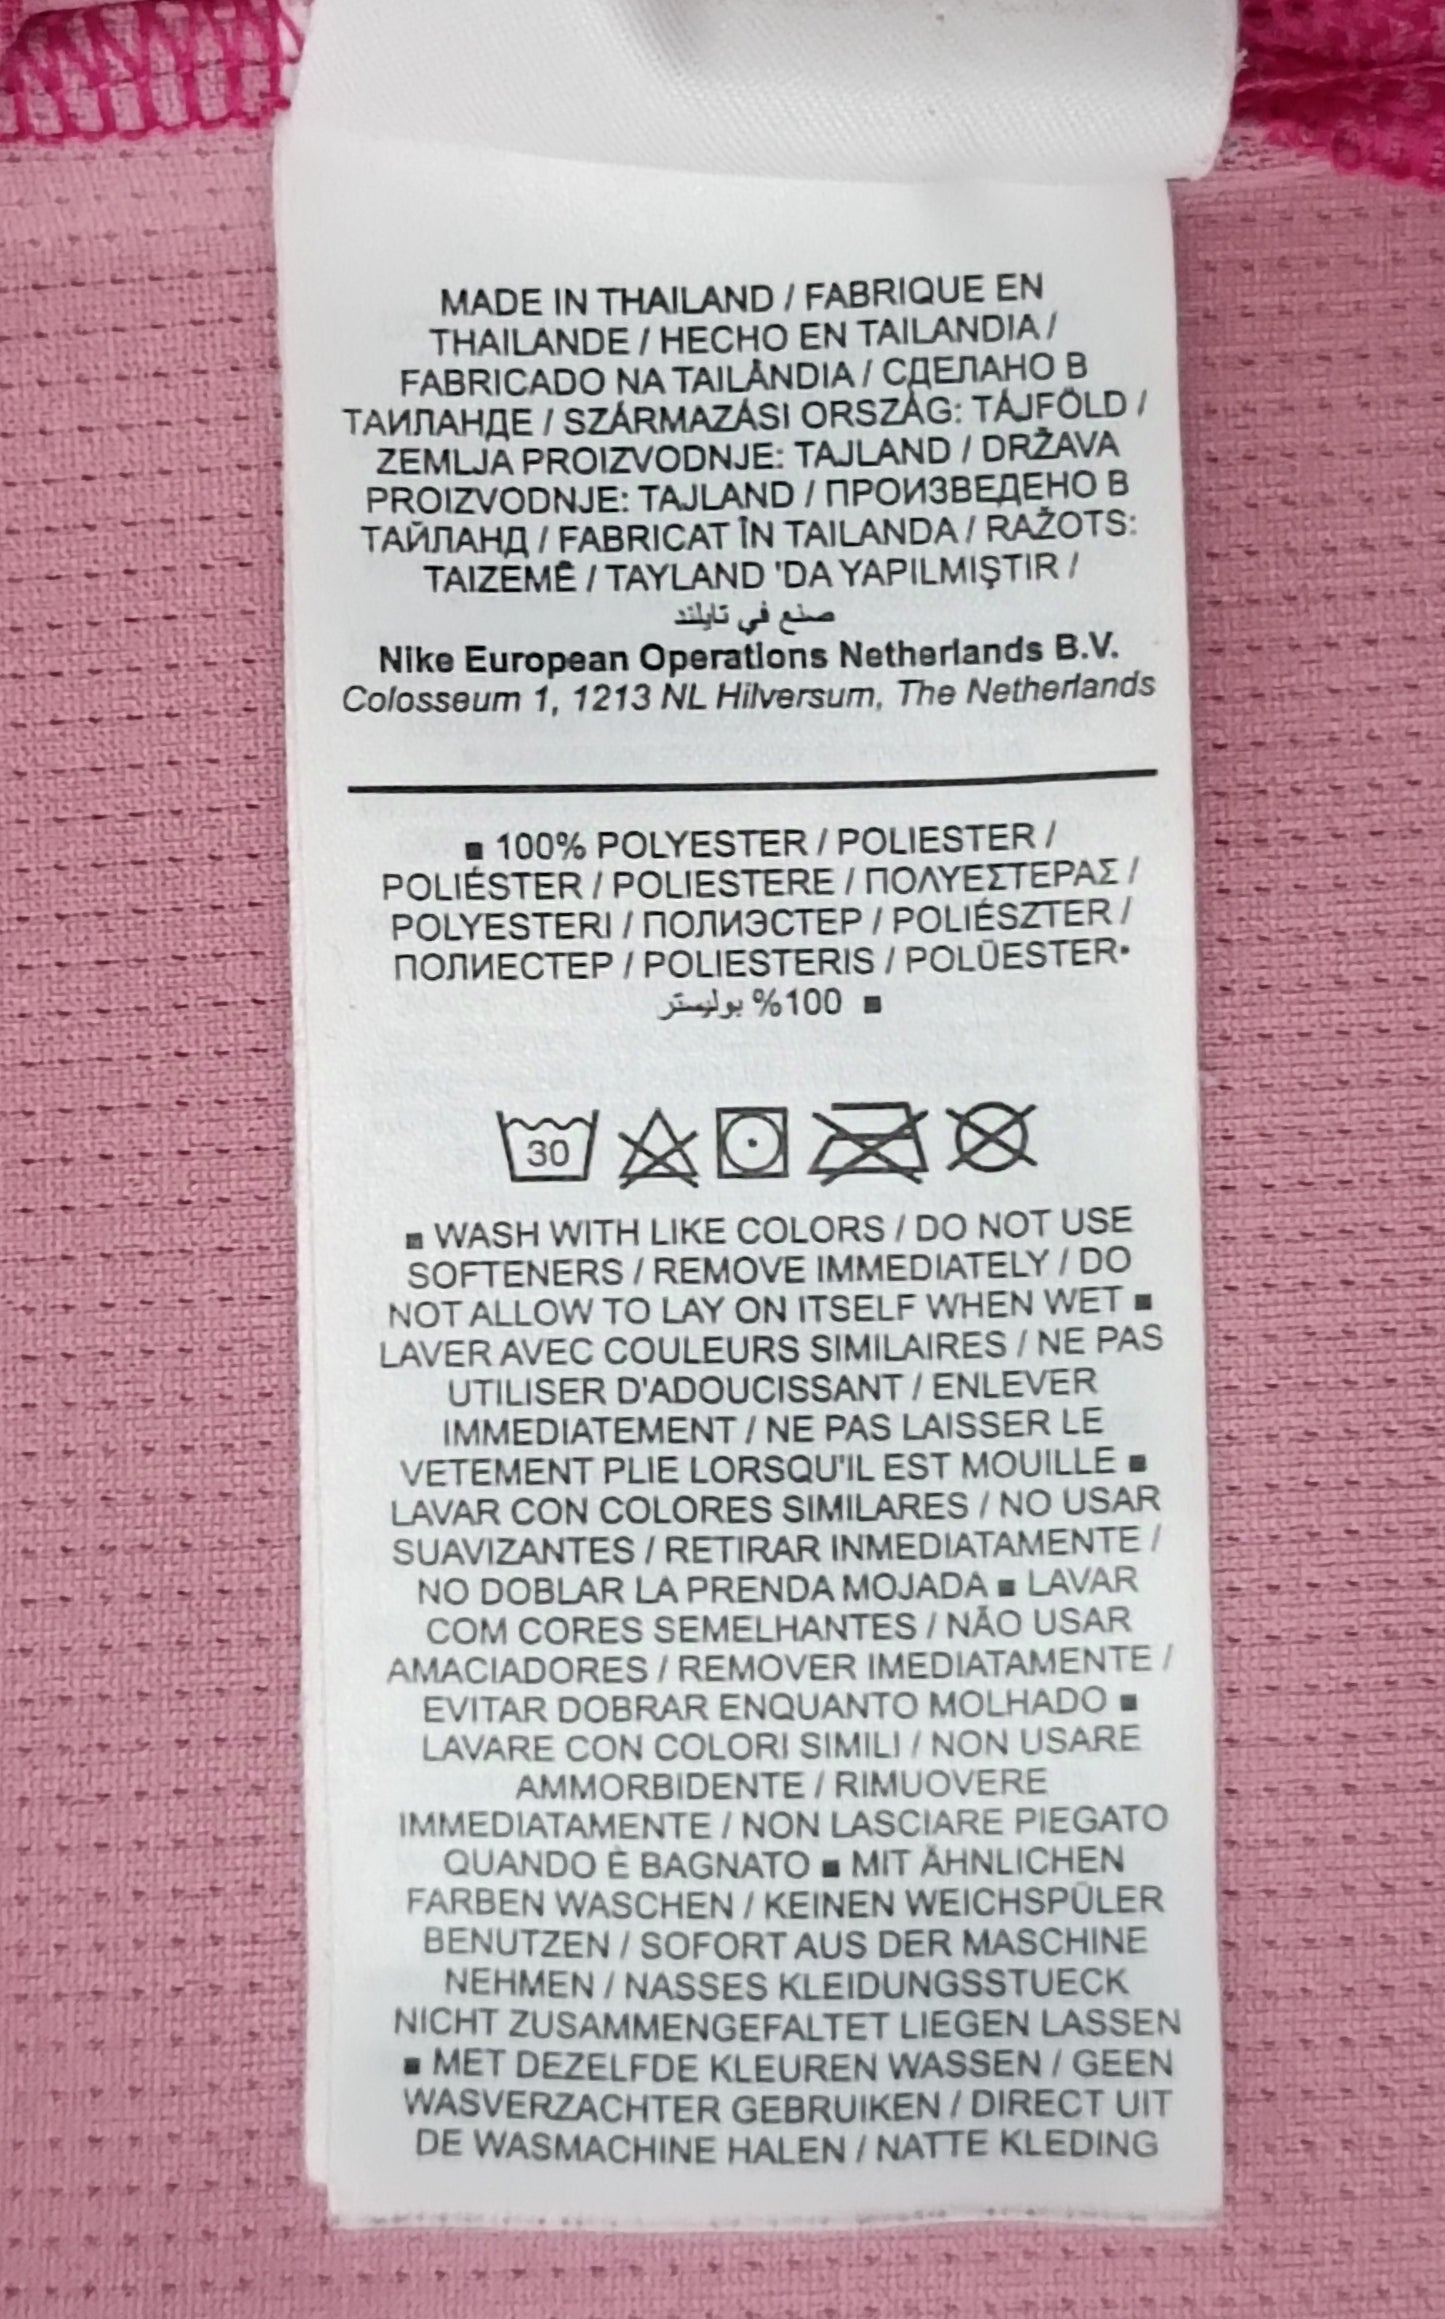 MADE IN THAILAND / FABRIQUE EN
THAILANDE / HECHO EN TAILANDIA /
FABRICADO NA TAILÂNDIA / СДЕЛАНО В
ТАИЛАНДЕ / SZÁRMAZÁSI ORSZÁG: TÁJFÖLD /
ZEMLJA PROIZVODNJE: TAJLAND / DRŽAVA
PROIZVODNJE: TAJLAND / ПРОИЗВЕДЕНО В
ТАЙЛАНД / FABRICAT ÎN TAILANDA / RAŽOTS:
TAIZEMĒ / TAYLAND 'DA YAPILMIŞTIR /
صنع في تايلند
Nike European Operations Netherlands B.V.
Colosseum 1, 1213 NL Hilversum, The Netherlands
■ 100% POLYESTER / POLIESTER /
POLIÉSTER / POLIESTERE / ΠΟΛΥΕΣΤΕΡΑΣ /
POLYESTERI / ПОЛИЭСТЕР / POLIÉSZTER /
ПОЛИЕСТЕР / POLIESTERIS / POLÜESTER•
■ 100% بوليستر
30
■ WASH WITH LIKE COLORS / DO NOT USE
SOFTENERS / REMOVE IMMEDIATELY / DO
NOT ALLOW TO LAY ON ITSELF WHEN WET ■
LAVER AVEC COULEURS SIMILAIRES / NE PAS
UTILISER D'ADOUCISSANT / ENLEVER
IMMEDIATEMENT / NE PAS LAISSER LE
VETEMENT PLIE LORSQU'IL EST MOUILLE ■
LAVAR CON COLORES SIMILARES / NO USAR
SUAVIZANTES / RETIRAR INMEDIATAMENTE /
NO DOBLAR LA PRENDA MOJADA ■ LAVAR
COM CORES SEMELHANTES / NÃO USAR
AMACIADORES / REMOVER IMEDIATAMENTE /
EVITAR DOBRAR ENQUANTO MOLHADO ■
LAVARE CON COLORI SIMILI / NON USARE
AMMORBIDENTE / RIMUOVERE
IMMEDIATAMENTE / NON LASCIARE PIEGATO
QUANDO È BAGNATO ■ MIT ÄHNLICHEN
FARBEN WASCHEN / KEINEN WEICHSPÜLER
BENUTZEN / SOFORT AUS DER MASCHINE
NEHMEN / NASSES KLEIDUNGSSTUECK
NICHT ZUSAMMENGEFALTET LIEGEN LASSEN
■ MET DEZELFDE KLEUREN WASSEN / GEEN
WASVERZACHTER GEBRUIKEN / DIRECT UIT
DE WASMACHINE HALEN / NATTE KLEDING